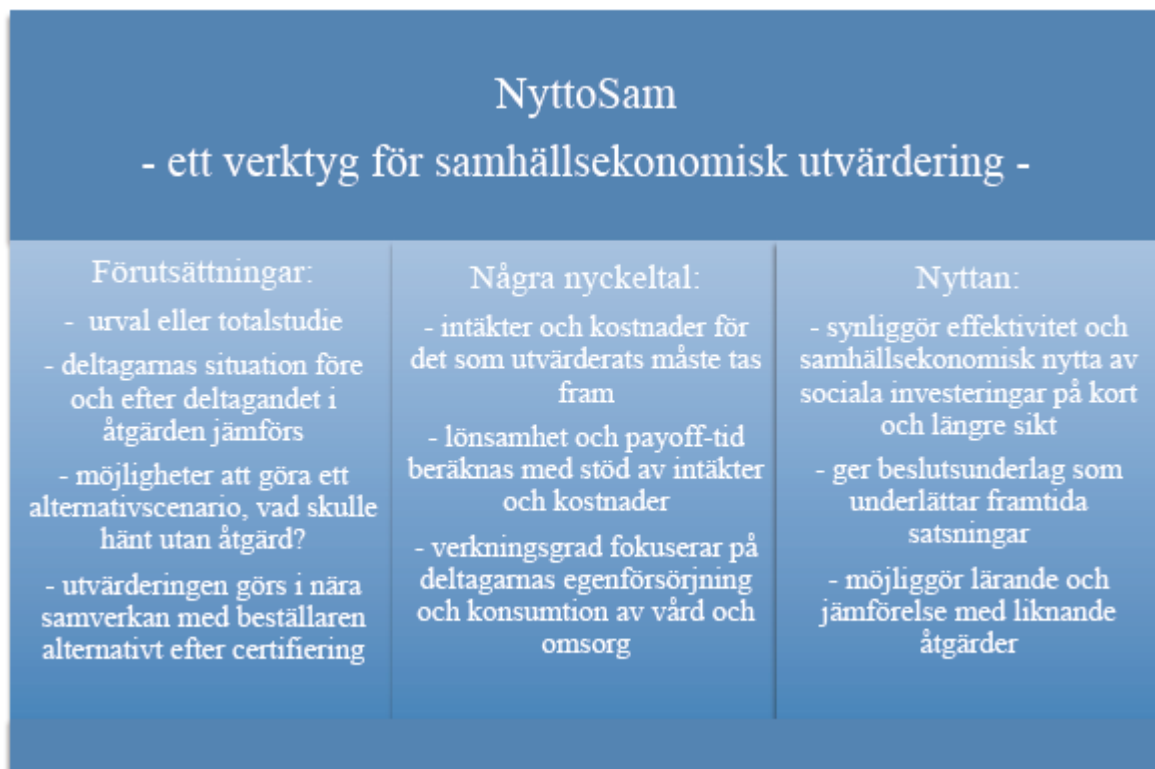 NyttoSam
- ett verktyg för samhällsekonomisk utvärdering -
Förutsättningar:
- urval eller totalstudie
- deltagarnas situation före
och efter deltagandet i
åtgärden jämförs
- möjligheter att göra ett
alternativscenario, vad skulle
hänt utan åtgärd?
- utvärderingen görs i nära
samverkan med beställaren
alternativt efter certifiering
Några nyckeltal:
- intäkter och kostnader för
det som utvärderats måste tas
fram
- lönsamhet och payoff-tid
beräknas med stöd av intäkter
och kostnader
- verkningsgrad fokuserar på
deltagarnas egenförsörjning
och konsumtion av vård och
omsorg
Nyttan:
- synliggör effektivitet och
samhällsekonomisk nytta av
sociala investeringar på kort
och längre sikt
- ger beslutsunderlag som
underlättar framtida
satsningar
- möjliggör lärande och
jämförelse med liknande
åtgärder